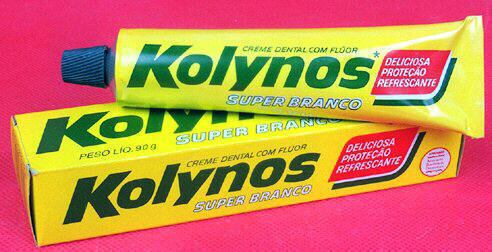 CREME DENTAL COM FLÚOR
Kolynos*
SUPER BRANCO
DELICIOSA
PROTEÇÃO
REFRESCANTE
Kolynos
SUPER BRANCO
PESO LÍQ. 90 g
CREME DENTAL COM FLÚOR
Kolynos
SUPER BRANCO
DELICIOSA
PROTEÇÃO
REFRESCANTE